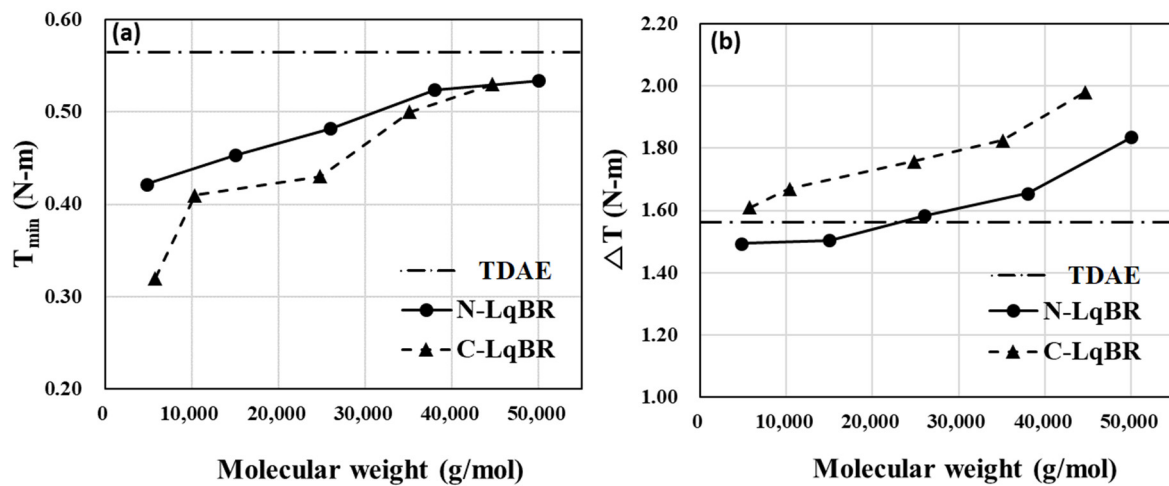 (a)
0.60
0.50
0.40
0.30
0.20
T_min (N-m)
TDAE
N-LqBR
C-LqBR
0 10,000 20,000 30,000 40,000 50,000
Molecular weight (g/mol)
(b)
2.20
2.00
1.80
1.60
1.40
1.20
1.00
△T (N-m)
TDAE
N-LqBR
C-LqBR
0 10,000 20,000 30,000 40,000 50,000
Molecular weight (g/mol)